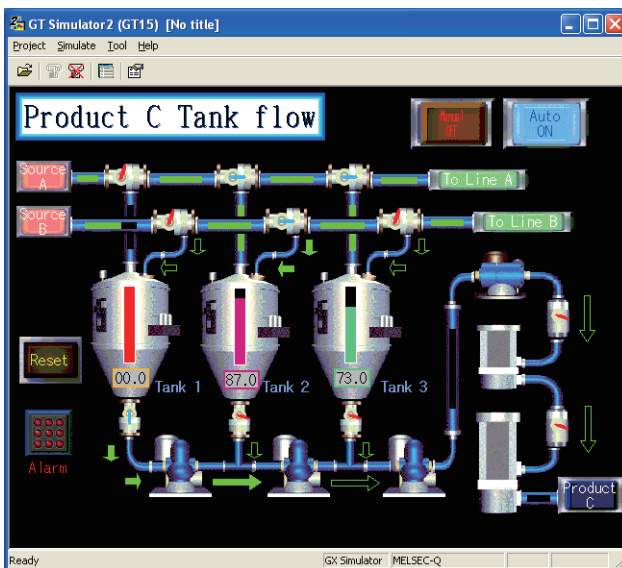 GT Simulator2 (GT15) [No title]
Project Simulate Tool Help
Product C Tank flow
Manual
OFF
Auto
ON
Source
A
To Line A
Source
B
To Line B
Reset
00.0
Tank 1
87.0
Tank 2
73.0
Tank 3
Alarm
Product
C
Ready
GX Simulator
MELSEC-Q